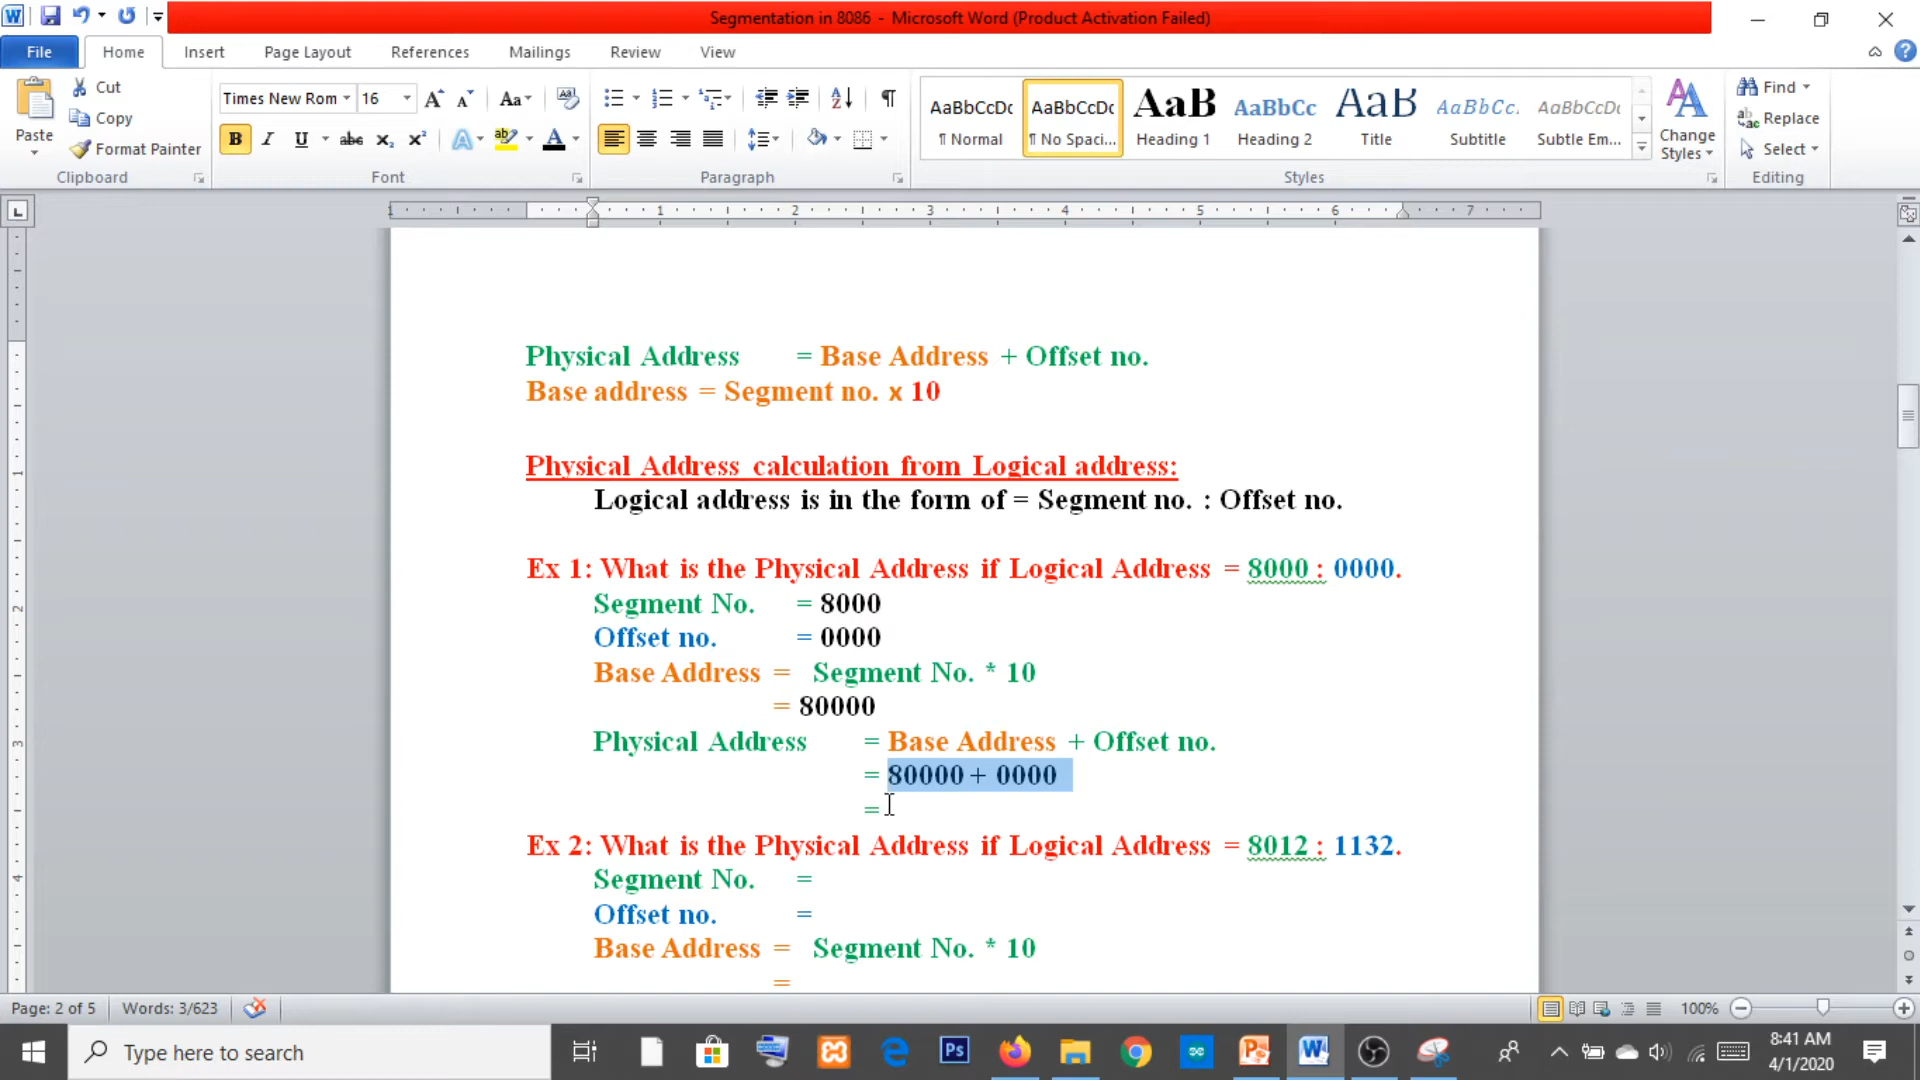 Segmentation in 8086 - Microsoft Word (Product Activation Failed)
File Home Insert Page Layout References Mailings Review View
Paste
Cut
Copy
Format Painter
Clipboard
Times New Rom 16
Font
Paragraph
AaBbCcDc AaBbCcDc AaB AaBbCc AaB AaBbCc. AaBbCcDc
¶ Normal ¶ No Spaci... Heading 1 Heading 2 Title Subtitle Subtle Em...
Styles
Change Styles
Find
Replace
Select
Editing
1 1 2 3 4 5 6 7
Physical Address = Base Address + Offset no.
Base address = Segment no. x 10
Physical Address calculation from Logical address:
Logical address is in the form of = Segment no. : Offset no.
Ex 1: What is the Physical Address if Logical Address = 8000 : 0000.
Segment No. = 8000
Offset no. = 0000
Base Address = Segment No. * 10
= 80000
Physical Address = Base Address + Offset no.
= 80000 + 0000
=
Ex 2: What is the Physical Address if Logical Address = 8012 : 1132.
Segment No. =
Offset no. =
Base Address = Segment No. * 10
=
Page: 2 of 5 Words: 3/623 100%
Type here to search
8:41 AM
4/1/2020